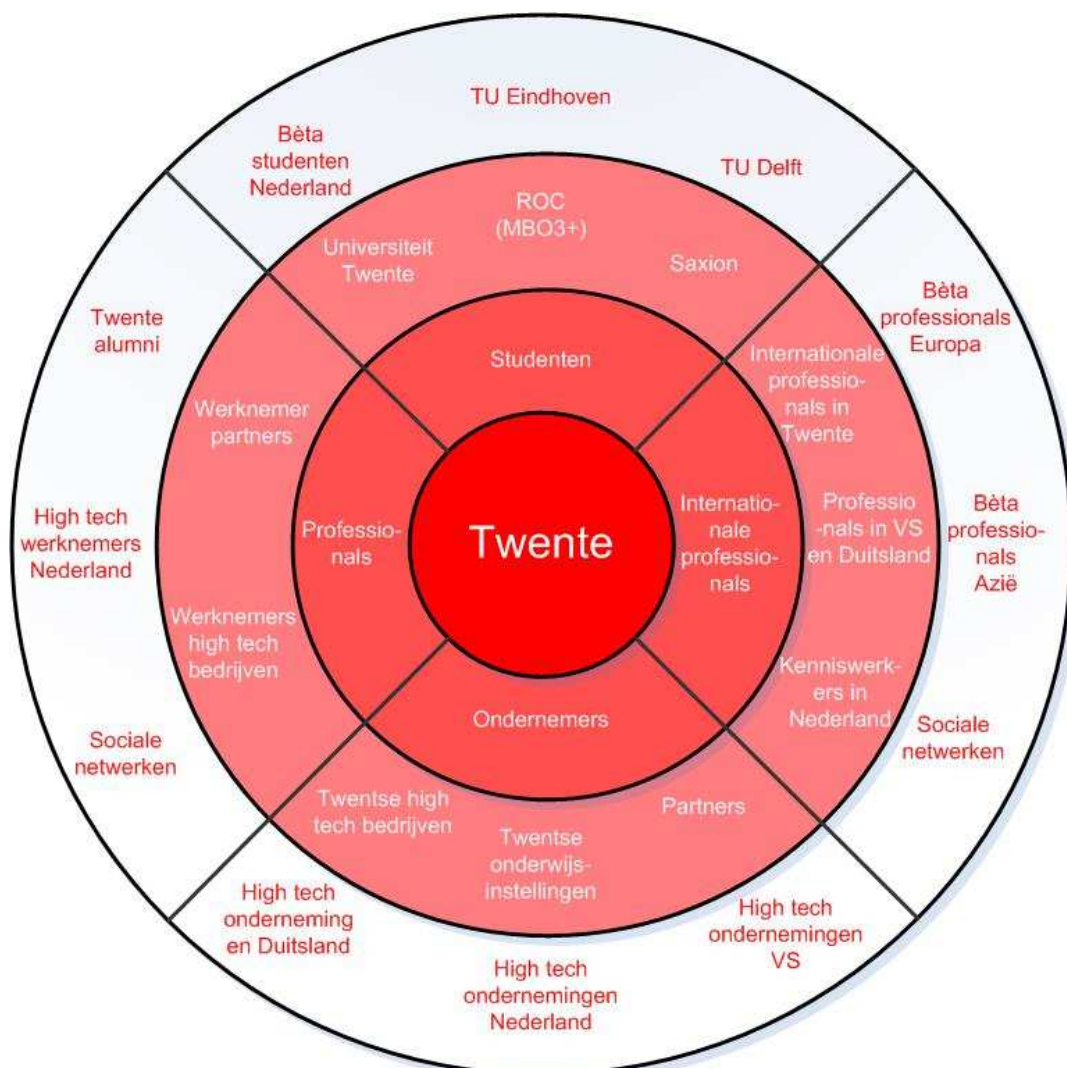 TU Eindhoven
Bèta
studenten
Nederland
TU Delft
ROC
(MBO3+)
Universiteit
Twente
Saxion
Twente
alumni
Bèta
professionals
Europa
Studenten
Internationale
professio-
nals in
Twente
Werknemer
partners
High tech
werknemers
Nederland
Professio-
nals
Twente
Internatio-
nale
professio-
nals
Professio
-nals in VS
en Duitsland
Bèta
profession-
als
Azië
Werknemers
high tech
bedrijven
Kenniswerk-
ers in
Nederland
Sociale
netwerken
Ondernemers
Sociale
netwerken
Twentse high
tech bedrijven
Twentse
onderwijs-
instellingen
Partners
High tech
onderneming
en Duitsland
High tech
ondernemingen
Nederland
High tech
ondernemingen
VS